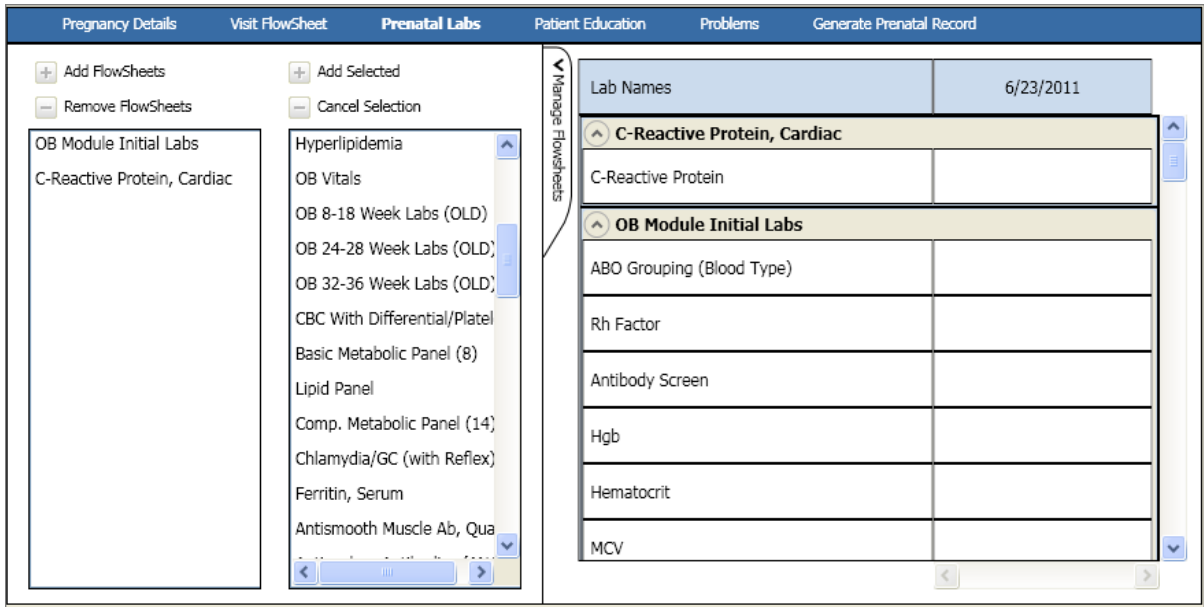 Pregnancy Details Visit FlowSheet Prenatal Labs Patient Education Problems Generate Prenatal Record
Add FlowSheets
Remove FlowSheets
OB Module Initial Labs
C-Reactive Protein, Cardiac
Add Selected
Cancel Selection
Hyperlipidemia
OB Vitals
OB 8-18 Week Labs (OLD)
OB 24-28 Week Labs (OLD)
OB 32-36 Week Labs (OLD)
CBC With Differential/Platel
Basic Metabolic Panel (8)
Lipid Panel
Comp. Metabolic Panel (14)
Chlamydia/GC (with Reflex)
Ferritin, Serum
Antismooth Muscle Ab, Qua
Manage Flowsheets
Lab Names 6/23/2011
C-Reactive Protein, Cardiac
C-Reactive Protein
OB Module Initial Labs
ABO Grouping (Blood Type)
Rh Factor
Antibody Screen
Hgb
Hematocrit
MCV